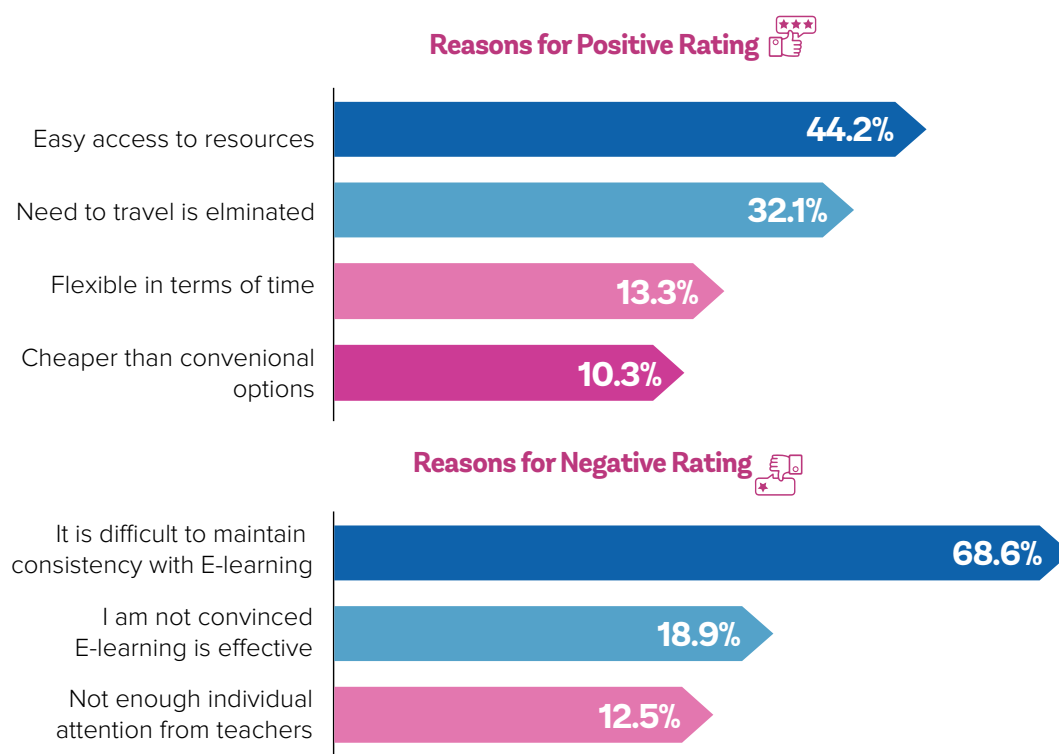 Reasons for Positive Rating
Easy access to resources
44.2%
Need to travel is elminated
32.1%
Flexible in terms of time
13.3%
Cheaper than convenional
options
10.3%
Reasons for Negative Rating
It is difficult to maintain
consistency with E-learning
68.6%
I am not convinced
E-learning is effective
18.9%
Not enough individual
attention from teachers
12.5%